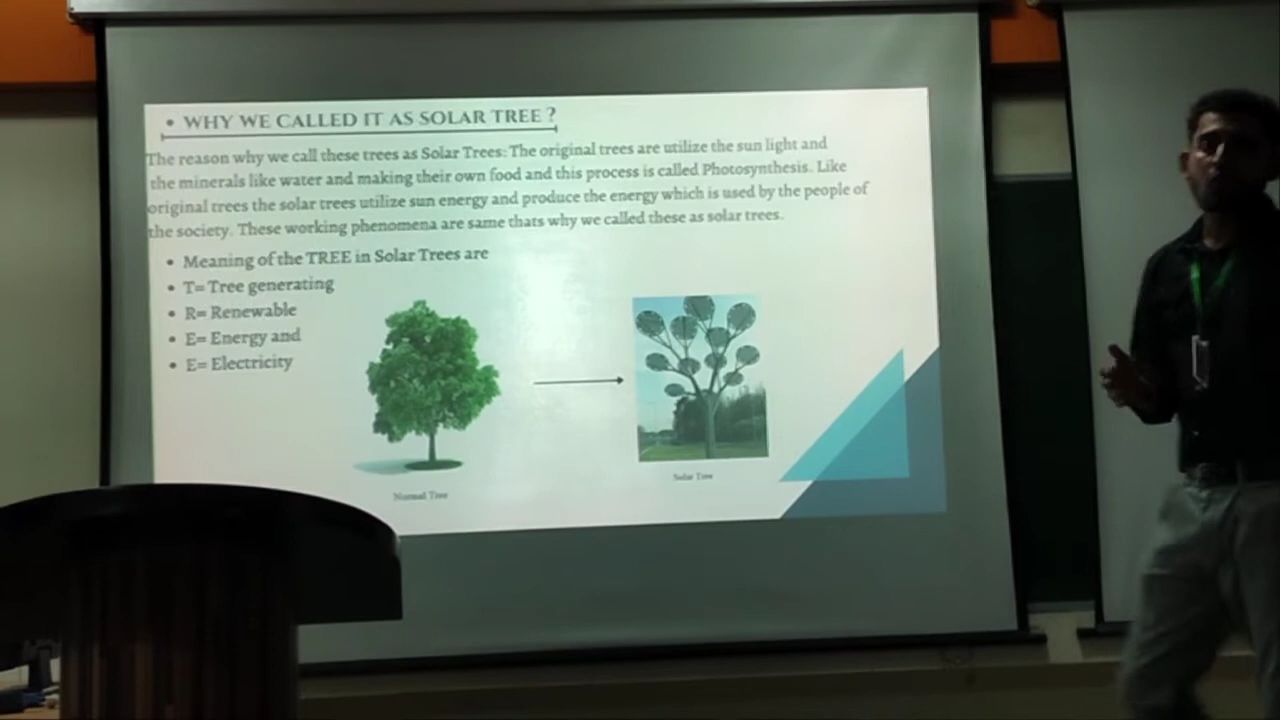 • WHY WE CALLED IT AS SOLAR TREE ?
The reason why we call these trees as Solar Trees: The original trees are utilize the sun light and
the minerals like water and making their own food and this process is called Photosynthesis. Like
original trees the solar trees utilize sun energy and produce the energy which is used by the people of
the society. These working phenomena are same thats why we called these as solar trees.
• Meaning of the TREE in Solar Trees are
• T= Tree generating
• R= Renewable
• E= Energy and
• E= Electricity
Normal Tree
Solar Tree